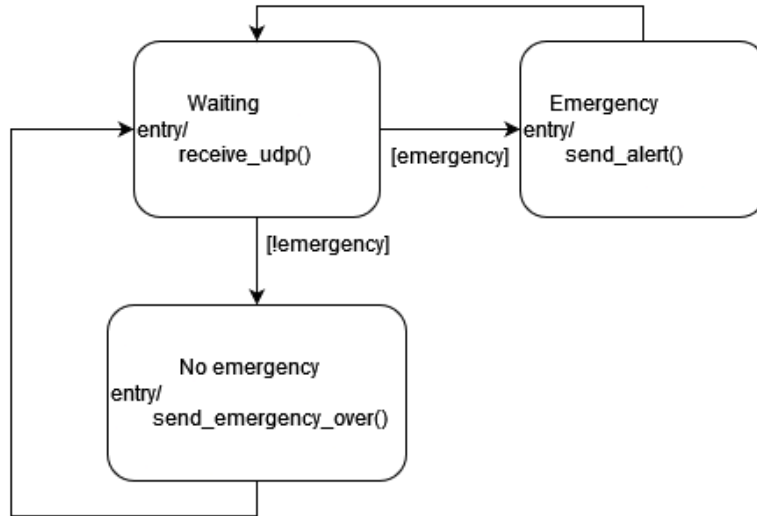 Waiting
entry/
receive_udp()
[emergency]
Emergency
entry/
send_alert()
[!emergency]
No emergency
entry/
send_emergency_over()